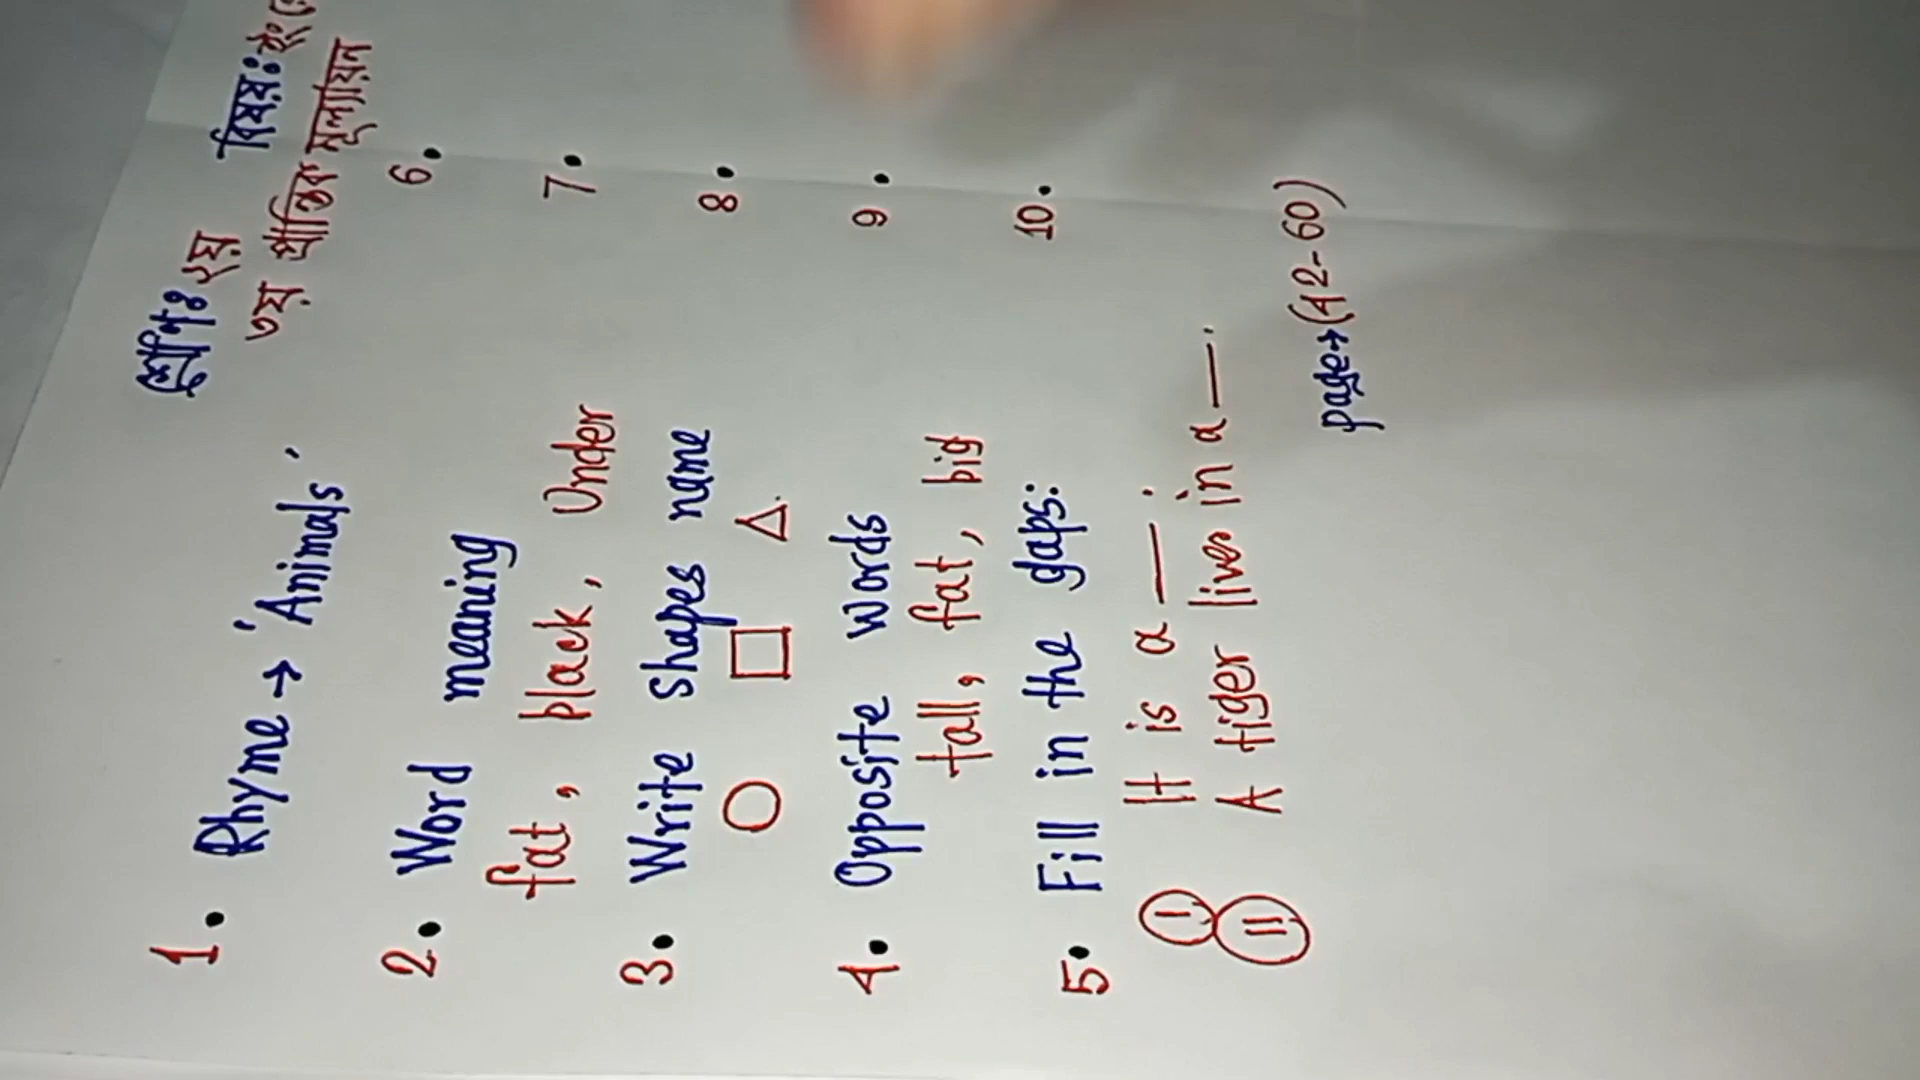 শ্রেণিঃ ২য় বিষয়ঃ
৩য় প্রান্তিক মূল্যায়ন
1. Rhyme → 'Animals'
2. Word meaning
fat, black, Under
3. Write shapes name
4. Opposite words
tall, fat, big
5. Fill in the gaps:
(i) It is a —.
(ii) A tiger lives in a —.
6.
7.
8.
9.
10.
page→(42-60)